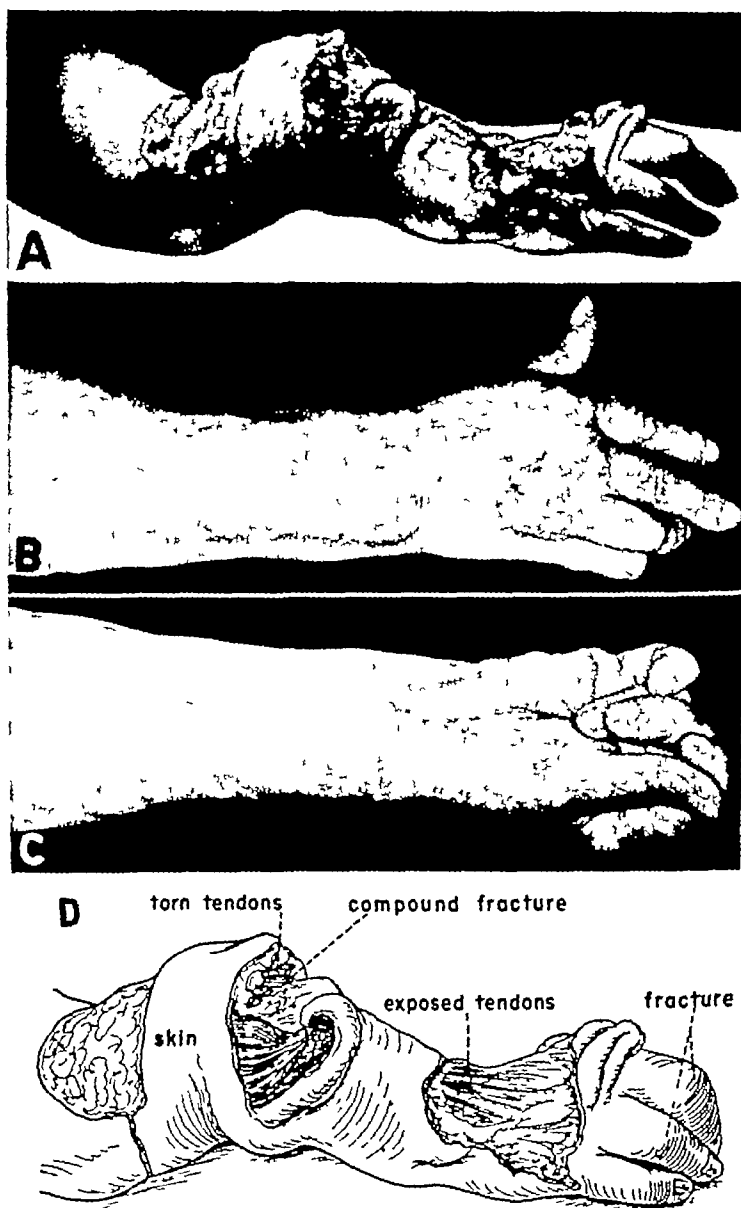 A
B
C
D
torn tendons
compound fracture
exposed tendons
fracture
skin